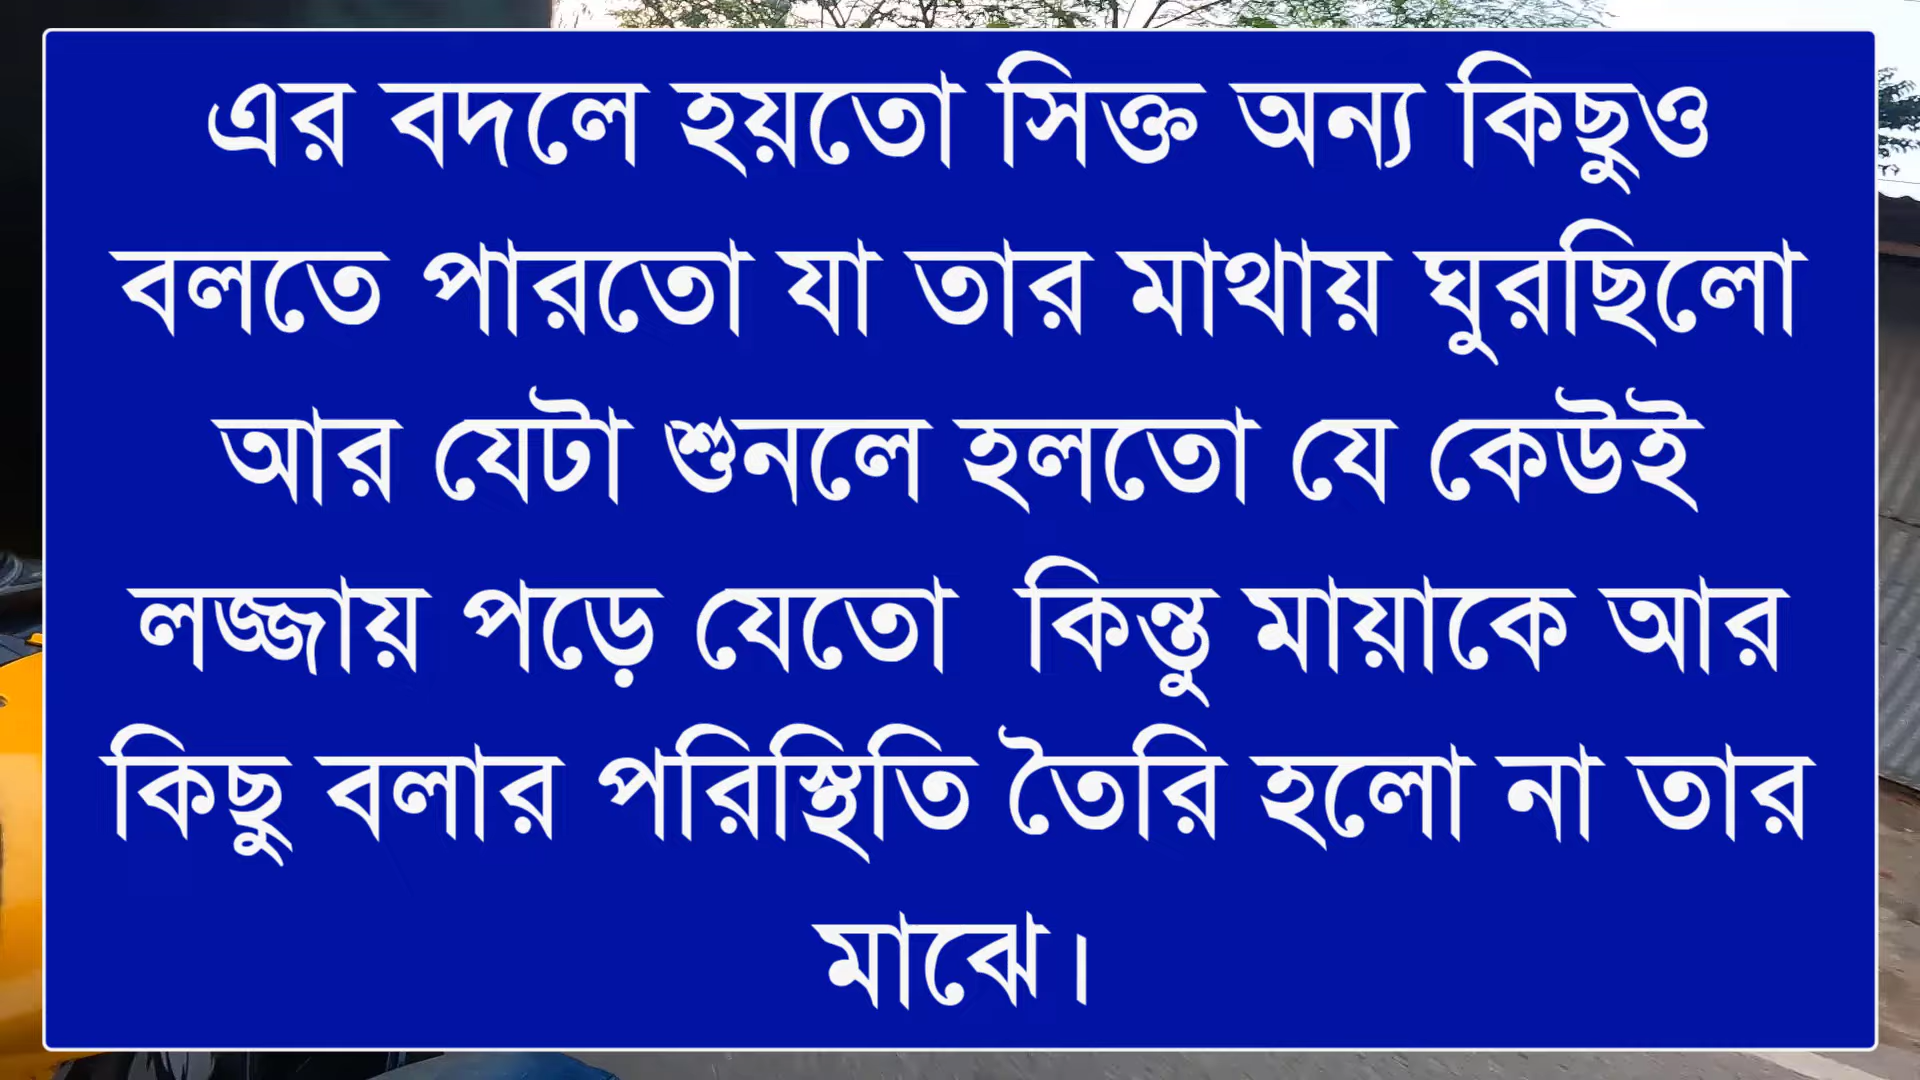 এর বদলে হয়তো সিক্ত অন্য কিছুও
বলতে পারতো যা তার মাথায় ঘুরছিলো
আর যেটা শুনলে হলতো যে কেউই
লজ্জায় পড়ে যেতো  কিন্তু মায়াকে আর
কিছু বলার পরিস্থিতি তৈরি হলো না তার
মাঝে।